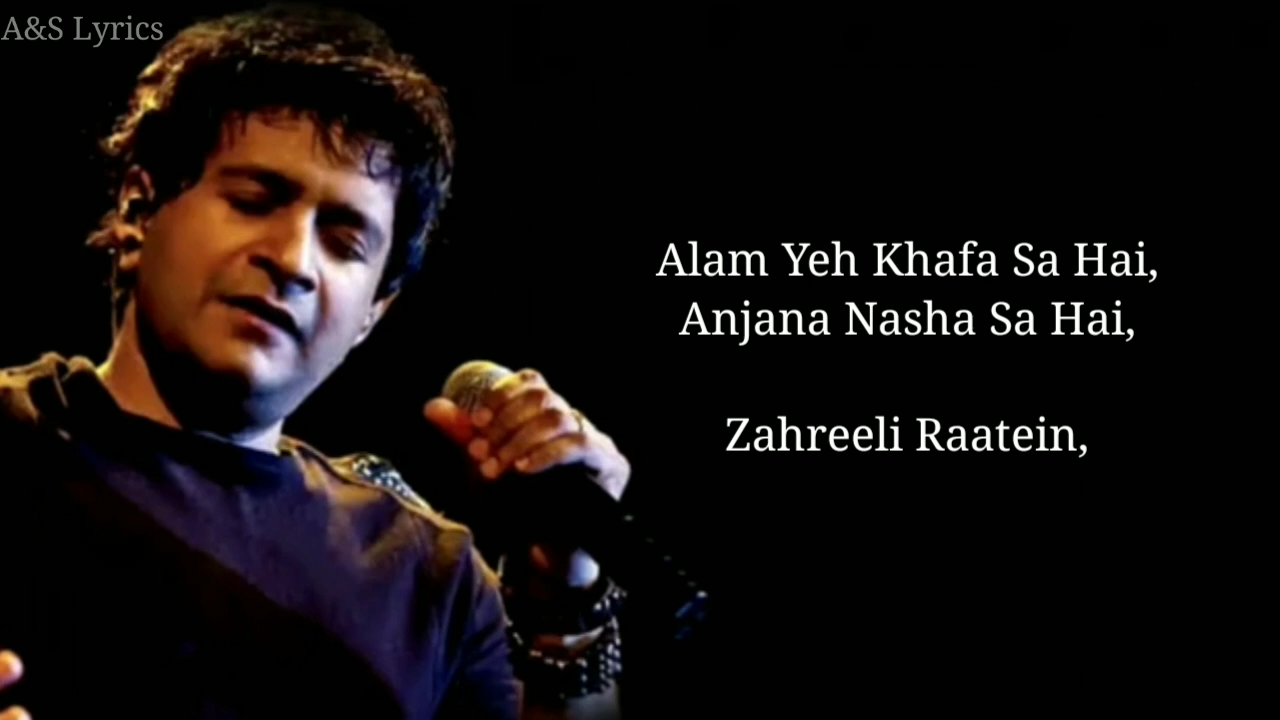 A&S Lyrics
Alam Yeh Khafa Sa Hai,
Anjana Nasha Sa Hai,
Zahreeli Raatein,